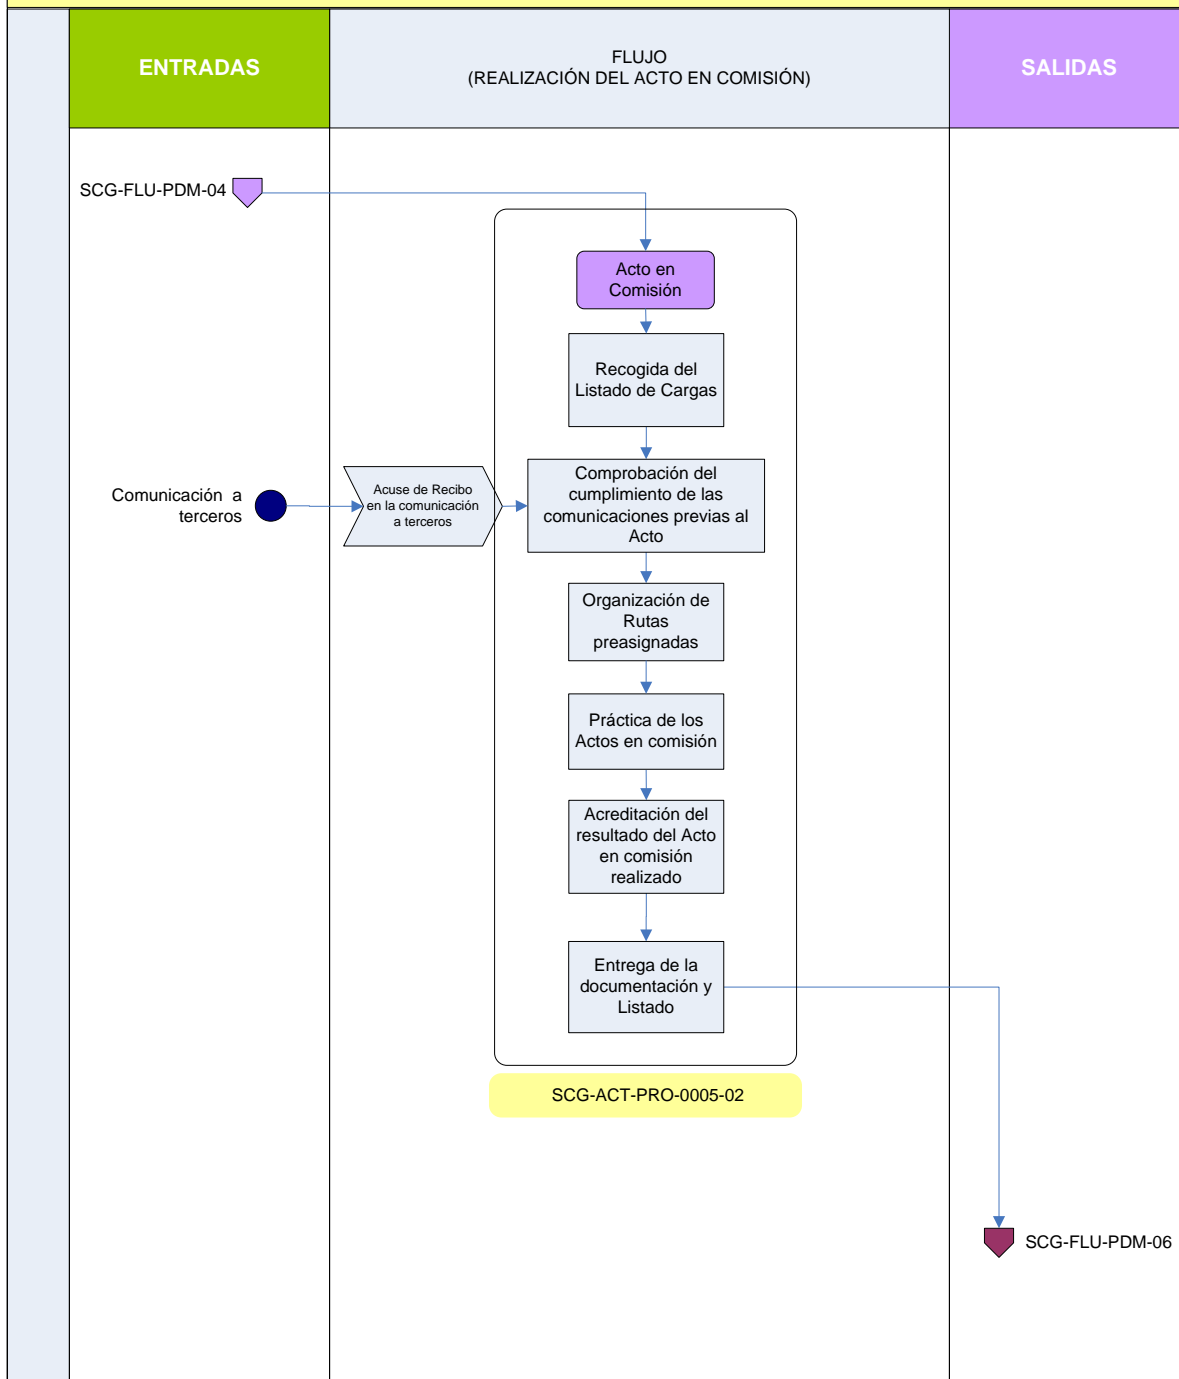 ENTRADAS
FLUJO
(REALIZACIÓN DEL ACTO EN COMISIÓN)
SALIDAS
SCG-FLU-PDM-04
Acto en
Comisión
Recogida del
Listado de Cargas
Comunicación a
terceros
Acuse de Recibo
en la comunicación
a terceros
Comprobación del
cumplimiento de las
comunicaciones previas al
Acto
Organización de
Rutas
preasignadas
Práctica de los
Actos en comisión
Acreditación del
resultado del Acto
en comisión
realizado
Entrega de la
documentación y
Listado
SCG-ACT-PRO-0005-02
SCG-FLU-PDM-06